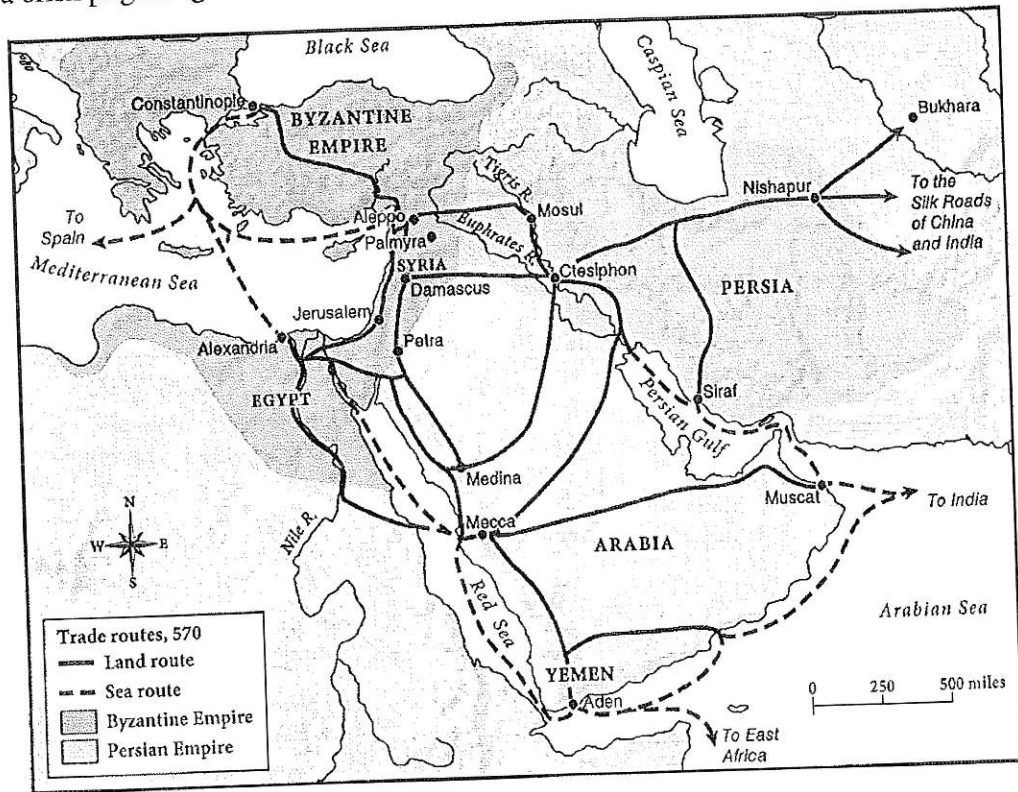 Black Sea
Caspian Sea
Constantinople
BYZANTINE
EMPIRE
Bukhara
Tigris R.
Nishapur
To the
Silk Roads
of China
and India
To
Spain
Aleppo
Mosul
Palmyra
Euphrates R.
Mediterranean Sea
SYRIA
Damascus
Ctesiphon
PERSIA
Jerusalem
Alexandria
Petra
EGYPT
Siraf
Persian Gulf
Medina
Muscat
To India
Nile R.
Mecca
ARABIA
N
W E
S
Red Sea
Arabian Sea
Trade routes, 570
Land route
Sea route
Byzantine Empire
Persian Empire
YEMEN
Aden
0 250 500 miles
To East
Africa